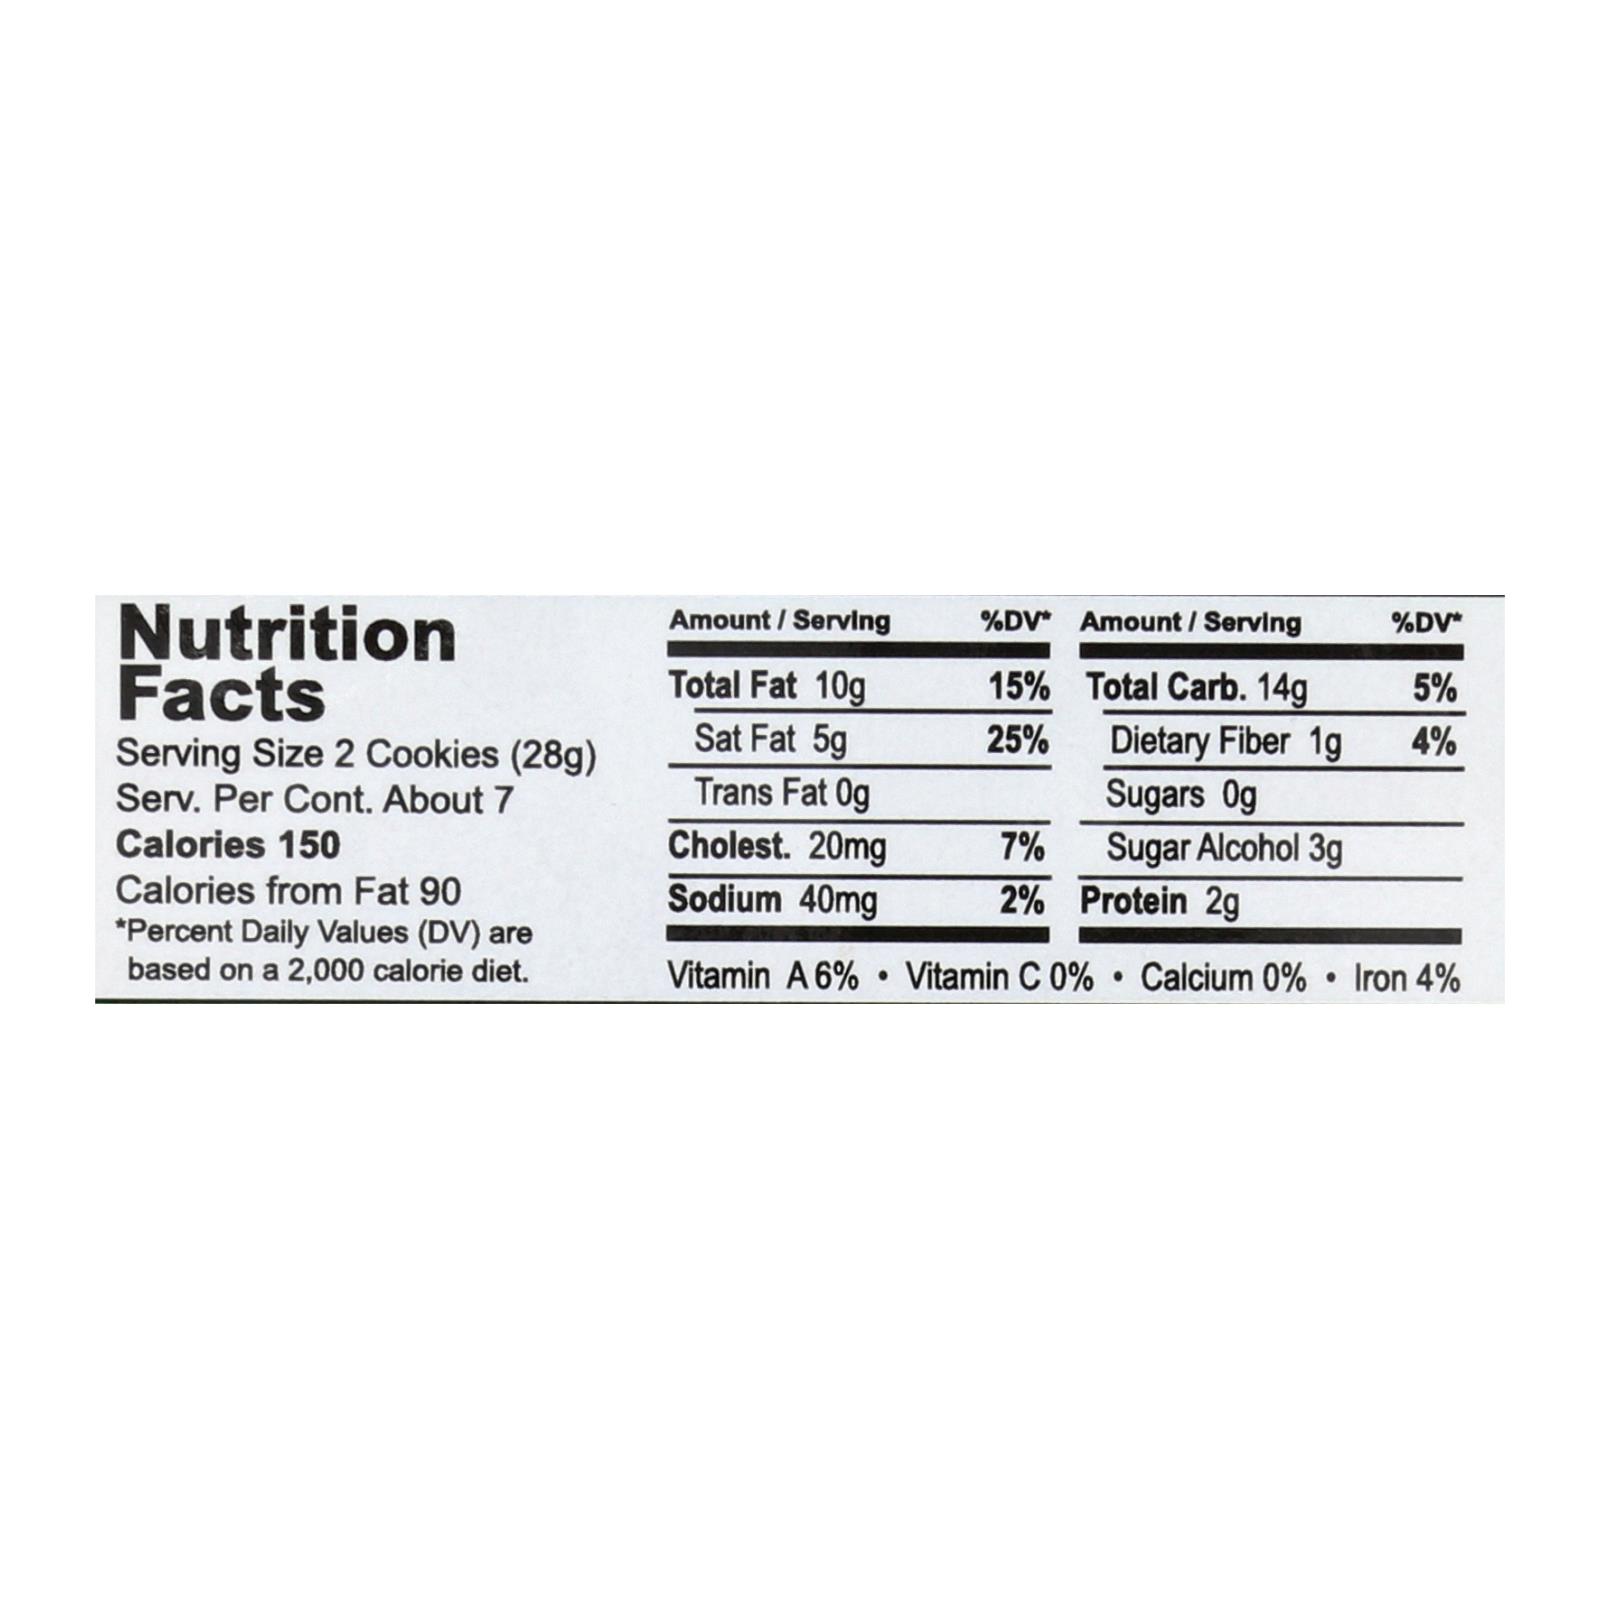 Nutrition
Facts
Serving Size 2 Cookies (28g)
Serv. Per Cont. About 7
Calories 150
Calories from Fat 90
*Percent Daily Values (DV) are
based on a 2,000 calorie diet.
Amount / Serving %DV*
Total Fat 10g 15%
Sat Fat 5g 25%
Trans Fat 0g
Cholest. 20mg 7%
Sodium 40mg 2%
Amount / Serving %DV*
Total Carb. 14g 5%
Dietary Fiber 1g 4%
Sugars 0g
Sugar Alcohol 3g
Protein 2g
Vitamin A 6% • Vitamin C 0% • Calcium 0% • Iron 4%